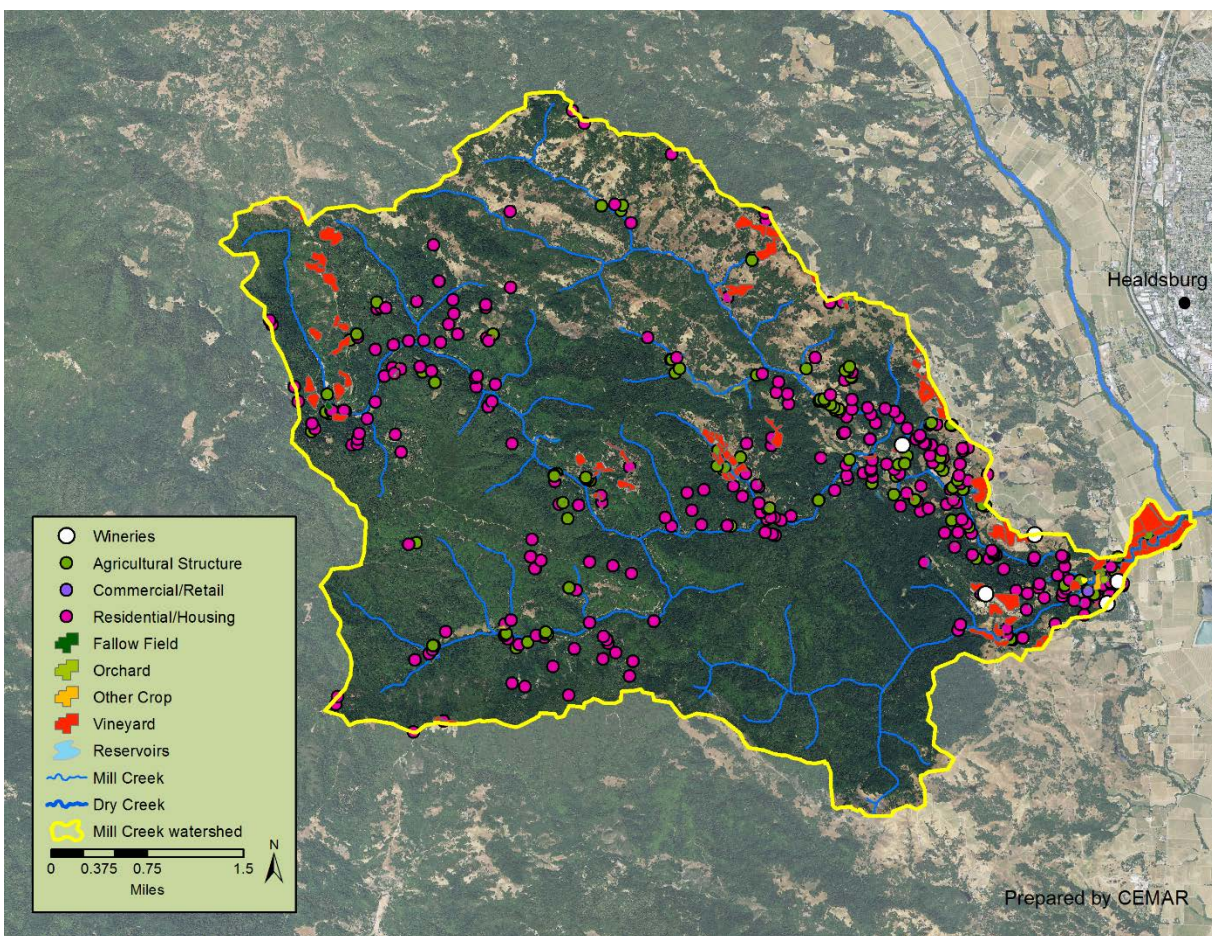 Healdsburg
Wineries
Agricultural Structure
Commercial/Retail
Residential/Housing
Fallow Field
Orchard
Other Crop
Vineyard
Reservoirs
Mill Creek
Dry Creek
Mill Creek watershed
N
0 0.375 0.75 1.5
Miles
Prepared by CEMAR